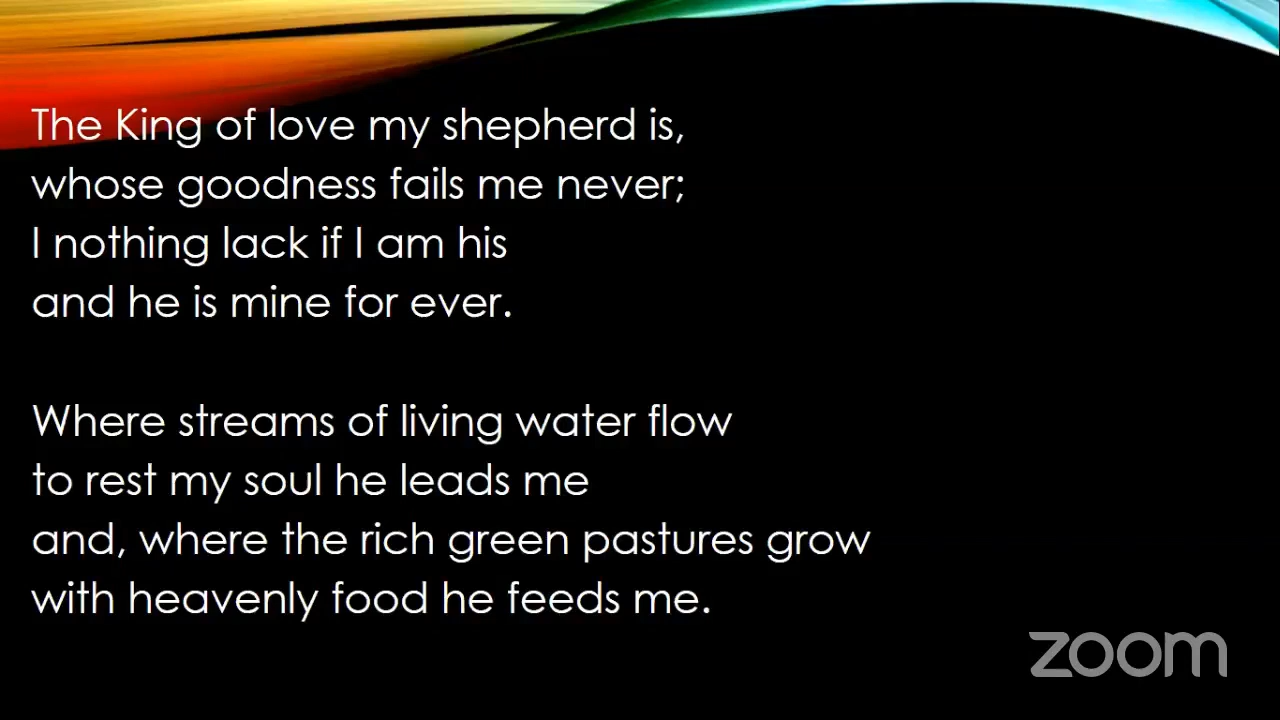 The King of love my shepherd is,
whose goodness fails me never;
I nothing lack if I am his
and he is mine for ever.
Where streams of living water flow
to rest my soul he leads me
and, where the rich green pastures grow
with heavenly food he feeds me.
zoom